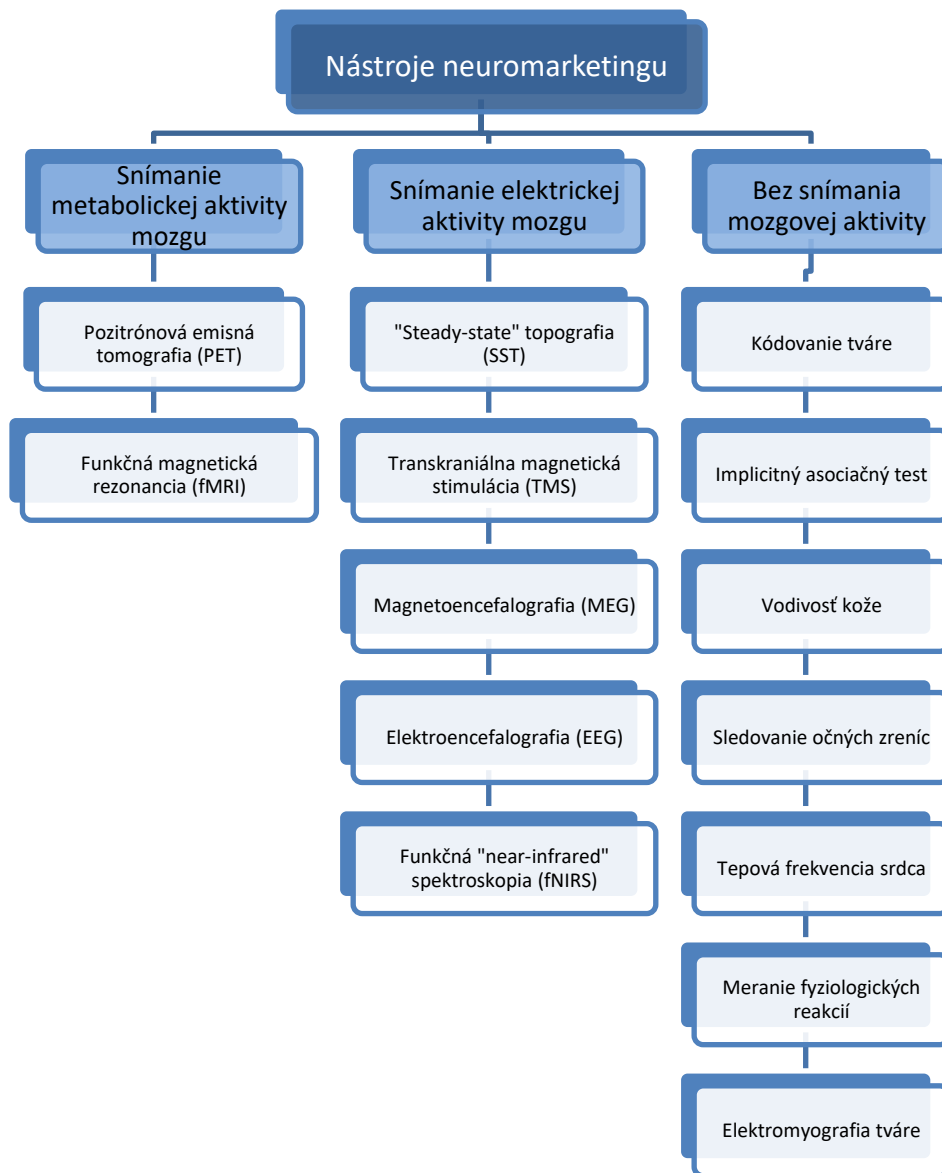 Nástroje neuromarketingu
Snímanie
metabolickej aktivity
mozgu
Pozitrónová emisná
tomografia (PET)
Funkčná magnetická
rezonancia (fMRI)
Snímanie elektrickej
aktivity mozgu
"Steady-state" topografia
(SST)
Transkraniálna magnetická
stimulácia (TMS)
Magnetoencefalografia (MEG)
Elektroencefalografia (EEG)
Funkčná "near-infrared"
spektroskopia (fNIRS)
Bez snímania
mozgovej aktivity
Kódovanie tváre
Implicitný asociačný test
Vodivosť kože
Sledovanie očných zreníc
Tepová frekvencia srdca
Meranie fyziologických
reakcií
Elektromyografia tváre